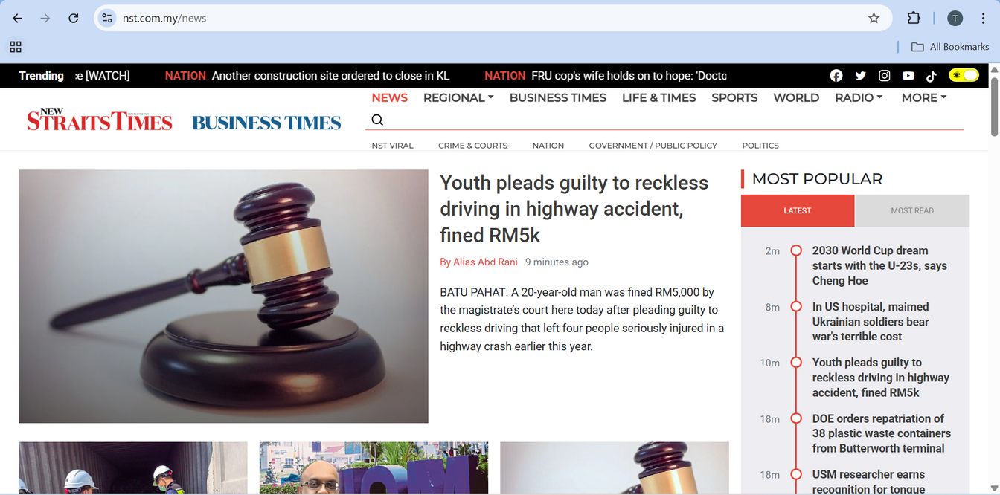 nst.com.my/news
T
All Bookmarks
Trending
[WATCH]
NATION Another construction site ordered to close in KL
NATION FRU cop's wife holds on to hope:
NEW
STRAITS TIMES
BUSINESS TIMES
NEWS REGIONAL BUSINESS TIMES LIFE & TIMES SPORTS WORLD RADIO MORE
NST VIRAL CRIME & COURTS NATION GOVERNMENT / PUBLIC POLICY POLITICS
Youth pleads guilty to reckless
driving in highway accident,
fined RM5k
By Alias Abd Rani 9 minutes ago
BATU PAHAT: A 20-year-old man was fined RM5,000 by
the magistrate’s court here today after pleading guilty to
reckless driving that left four people seriously injured in a
highway crash earlier this year.
MOST POPULAR
LATEST MOST READ
2m 2030 World Cup dream
starts with the U-23s, says
Cheng Hoe
8m In US hospital, maimed
Ukrainian soldiers bear
war's terrible cost
10m Youth pleads guilty to
reckless driving in highway
accident, fined RM5k
18m DOE orders repatriation of
38 plastic waste containers
from Butterworth terminal
18m USM researcher earns
recognition for tongue